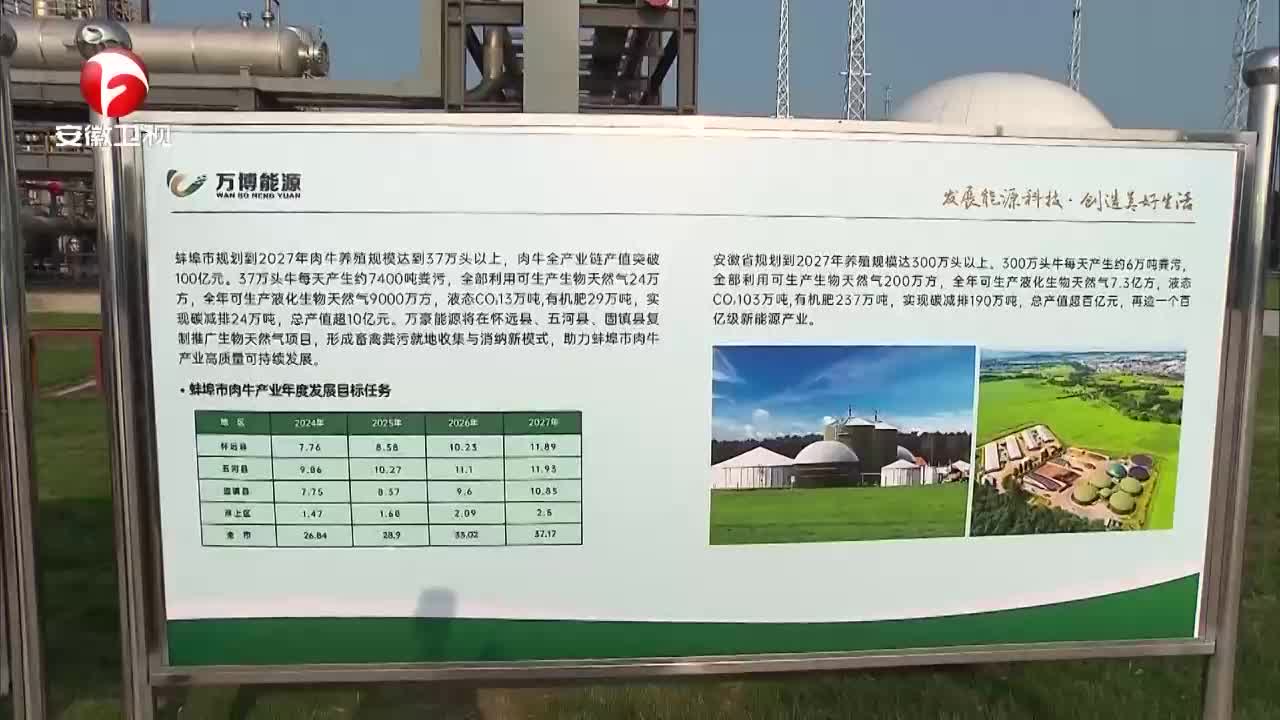 安徽卫视
万博能源
WAN BO NENG YUAN
发展能源科技·创造美好生活
蚌埠市规划到2027年肉牛养殖规模达到37万头以上，肉牛全产业链产值突破
100亿元。37万头牛每天产生约7400吨粪污，全部利用可生产生物天然气24万
方，全年可生产液化生物天然气9000万方，液态CO₂13万吨,有机肥29万吨，实
现碳减排24万吨，总产值超10亿元。万豪能源将在怀远县、五河县、固镇县复
制推广生物天然气项目，形成畜禽粪污就地收集与消纳新模式，助力蚌埠市肉牛
产业高质量可持续发展。
• 蚌埠市肉牛产业年度发展目标任务
地 区 2024年 2025年 2026年 2027年
怀远县 7.76 8.58 10.23 11.89
五河县 9.86 10.27 11.1 11.93
固镇县 7.75 8.37 9.6 10.85
淮上区 1.47 1.68 2.09 2.5
全 市 26.84 28.9 33.02 37.17
安徽省规划到2027年养殖规模达300万头以上。300万头牛每天产生约6万吨粪污，
全部利用可生产生物天然气200万方，全年可生产液化生物天然气7.3亿方，液态
CO₂103万吨,有机肥237万吨，实现碳减排190万吨，总产值超百亿元，再造一个百
亿级新能源产业。